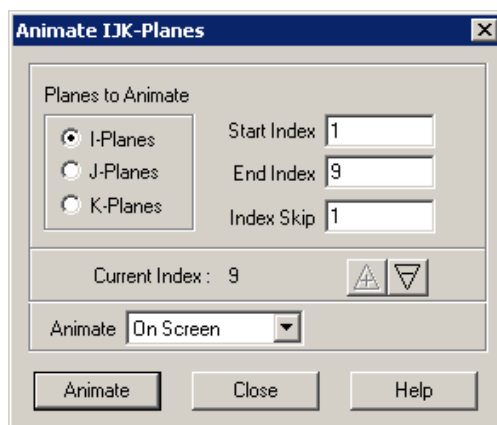 Animate IJK-Planes
Planes to Animate
I-Planes
J-Planes
K-Planes
Start Index 1
End Index 9
Index Skip 1
Current Index : 9
Animate On Screen
Animate Close Help